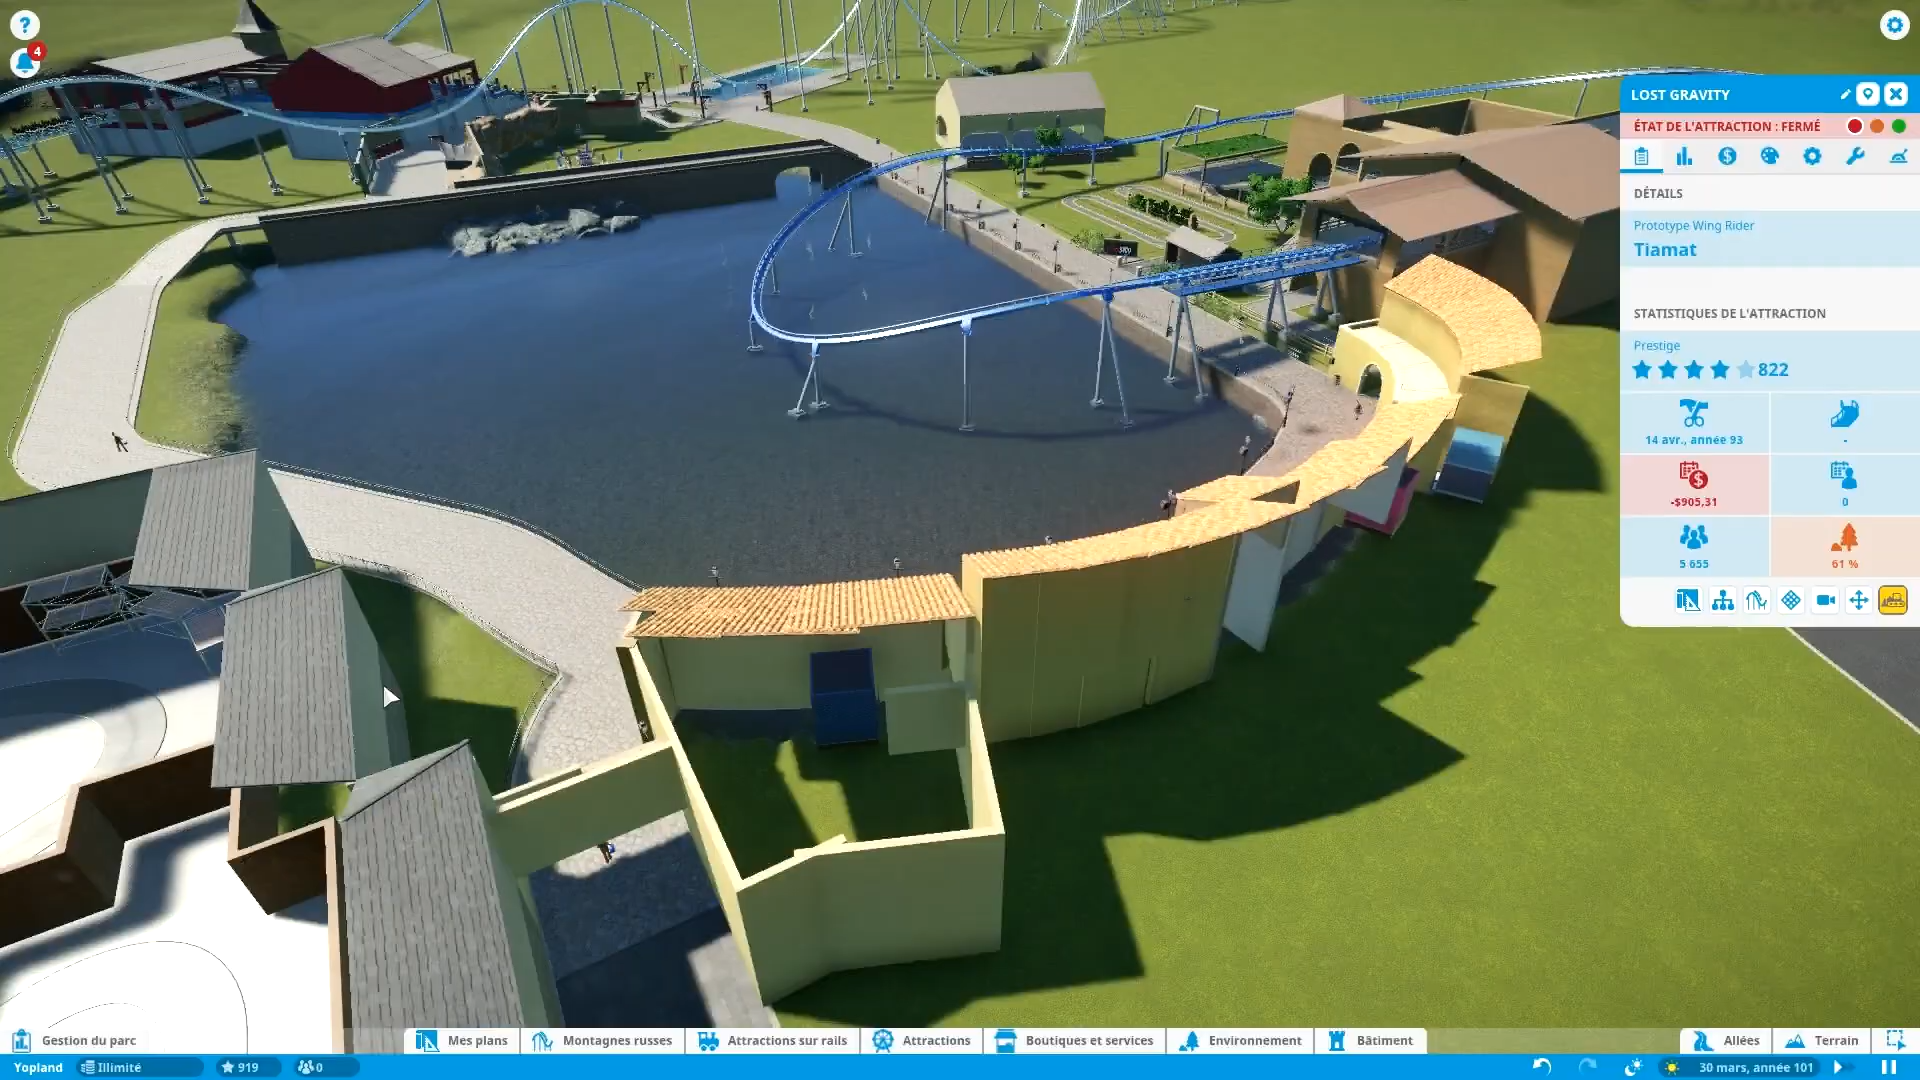 ?
4
LOST GRAVITY
ÉTAT DE L'ATTRACTION : FERMÉ
DÉTAILS
Prototype Wing Rider
Tiamat
STATISTIQUES DE L'ATTRACTION
Prestige
822
14 avr., année 93
-
-$905,31
0
5 655
61 %
Gestion du parc
Mes plans
Montagnes russes
Attractions sur rails
Attractions
Boutiques et services
Environnement
Bâtiment
Allées
Terrain
Yopland
Illimité
919
0
30 mars, année 101